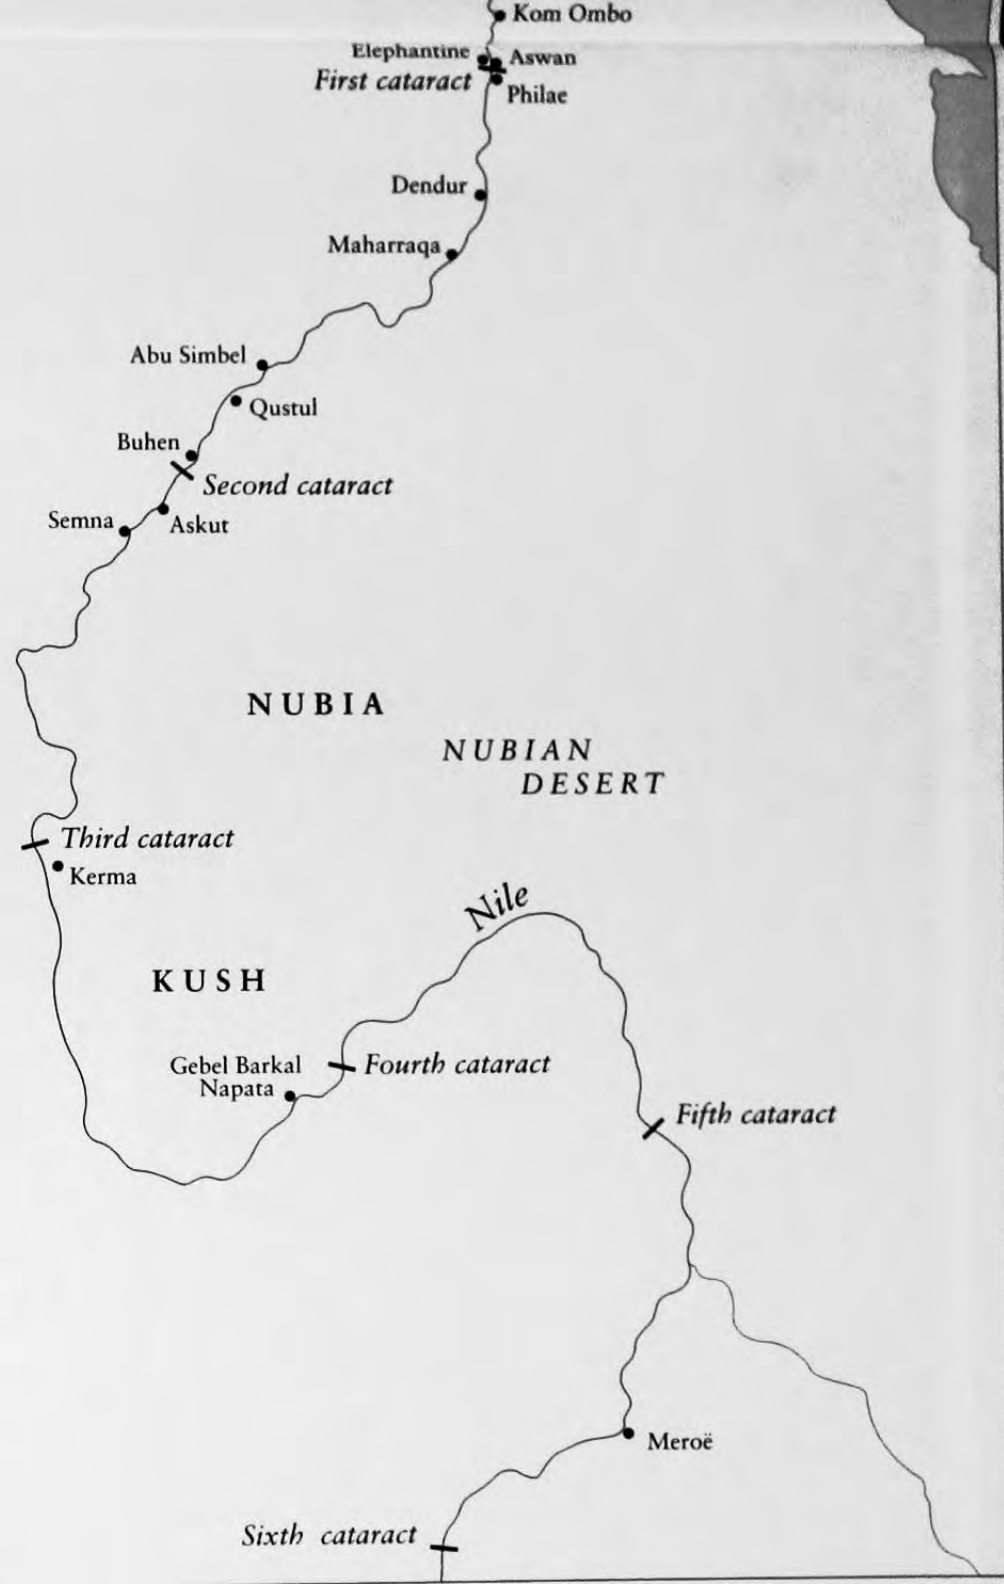 Kom Ombo
Elephantine
Aswan
First cataract
Philae
Dendur
Maharraqa
Abu Simbel
Qustul
Buhen
Second cataract
Semna
Askut
NUBIA
NUBIAN
DESERT
Third cataract
Kerma
Nile
KUSH
Gebel Barkal
Napata
Fourth cataract
Fifth cataract
Meroë
Sixth cataract